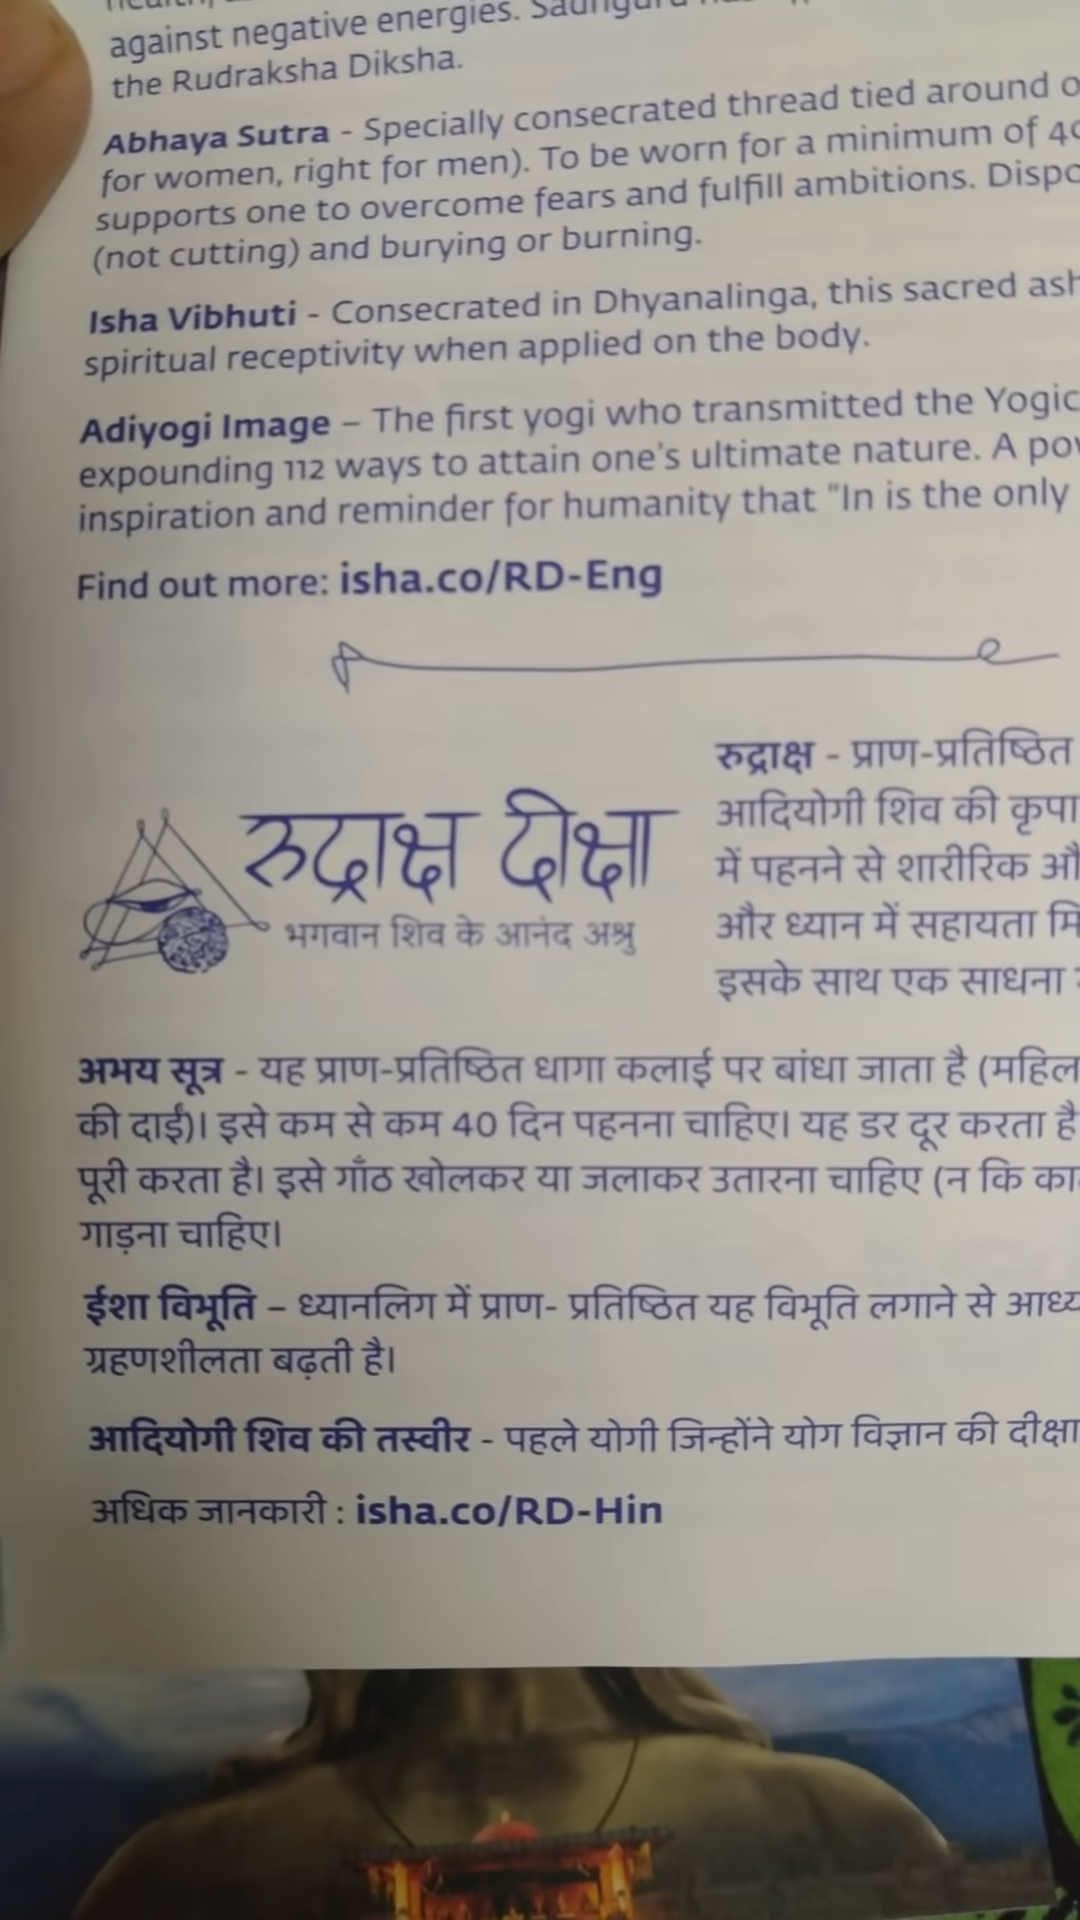 against negative energies.
the Rudraksha Diksha.
Abhaya Sutra - Specially consecrated thread tied around
for women, right for men). To be worn for a minimum of
supports one to overcome fears and fulfill ambitions.
(not cutting) and burying or burning.
Isha Vibhuti - Consecrated in Dhyanalinga, this sacred
spiritual receptivity when applied on the body.
Adiyogi Image – The first yogi who transmitted the Yogic
expounding 112 ways to attain one's ultimate nature. A
inspiration and reminder for humanity that "In is the only
Find out more: isha.co/RD-Eng
रुद्राक्ष दीक्षा
भगवान शिव के आनंद अश्रु
रुद्राक्ष - प्राण-प्रतिष्ठित
आदियोगी शिव की कृपा
में पहनने से शारीरिक
और ध्यान में सहायता
इसके साथ एक साधना
अभय सूत्र - यह प्राण-प्रतिष्ठित धागा कलाई पर बांधा जाता है
की दाईं)। इसे कम से कम 40 दिन पहनना चाहिए। यह डर दूर करता है
पूरी करता है। इसे गाँठ खोलकर या जलाकर उतारना चाहिए (न कि
गाड़ना चाहिए।
ईशा विभूति – ध्यानलिंग में प्राण- प्रतिष्ठित यह विभूति लगाने से
ग्रहणशीलता बढ़ती है।
आदियोगी शिव की तस्वीर - पहले योगी जिन्होंने योग विज्ञान की दीक्षा
अधिक जानकारी : isha.co/RD-Hin